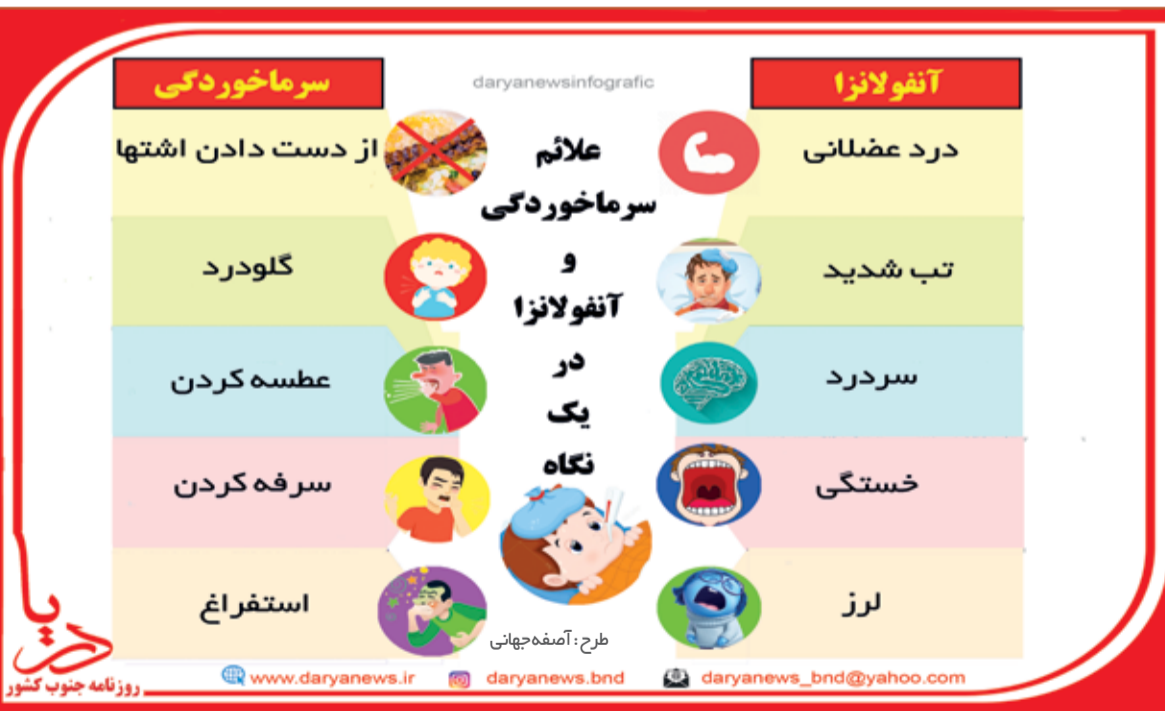 daryanewsinfografic
علائم
سرماخوردگی
و
آنفولانزا
در
یک
نگاه
آنفولانزا
درد عضلانی
تب شدید
سردرد
خستگی
لرز
سرماخوردگی
از دست دادن اشتها
گلودرد
عطسه کردن
سرفه کردن
استفراغ
طرح: آصفه جهانی
دریا
روزنامه جنوب کشور
www.daryanews.ir
daryanews.bnd
daryanews_bnd@yahoo.com